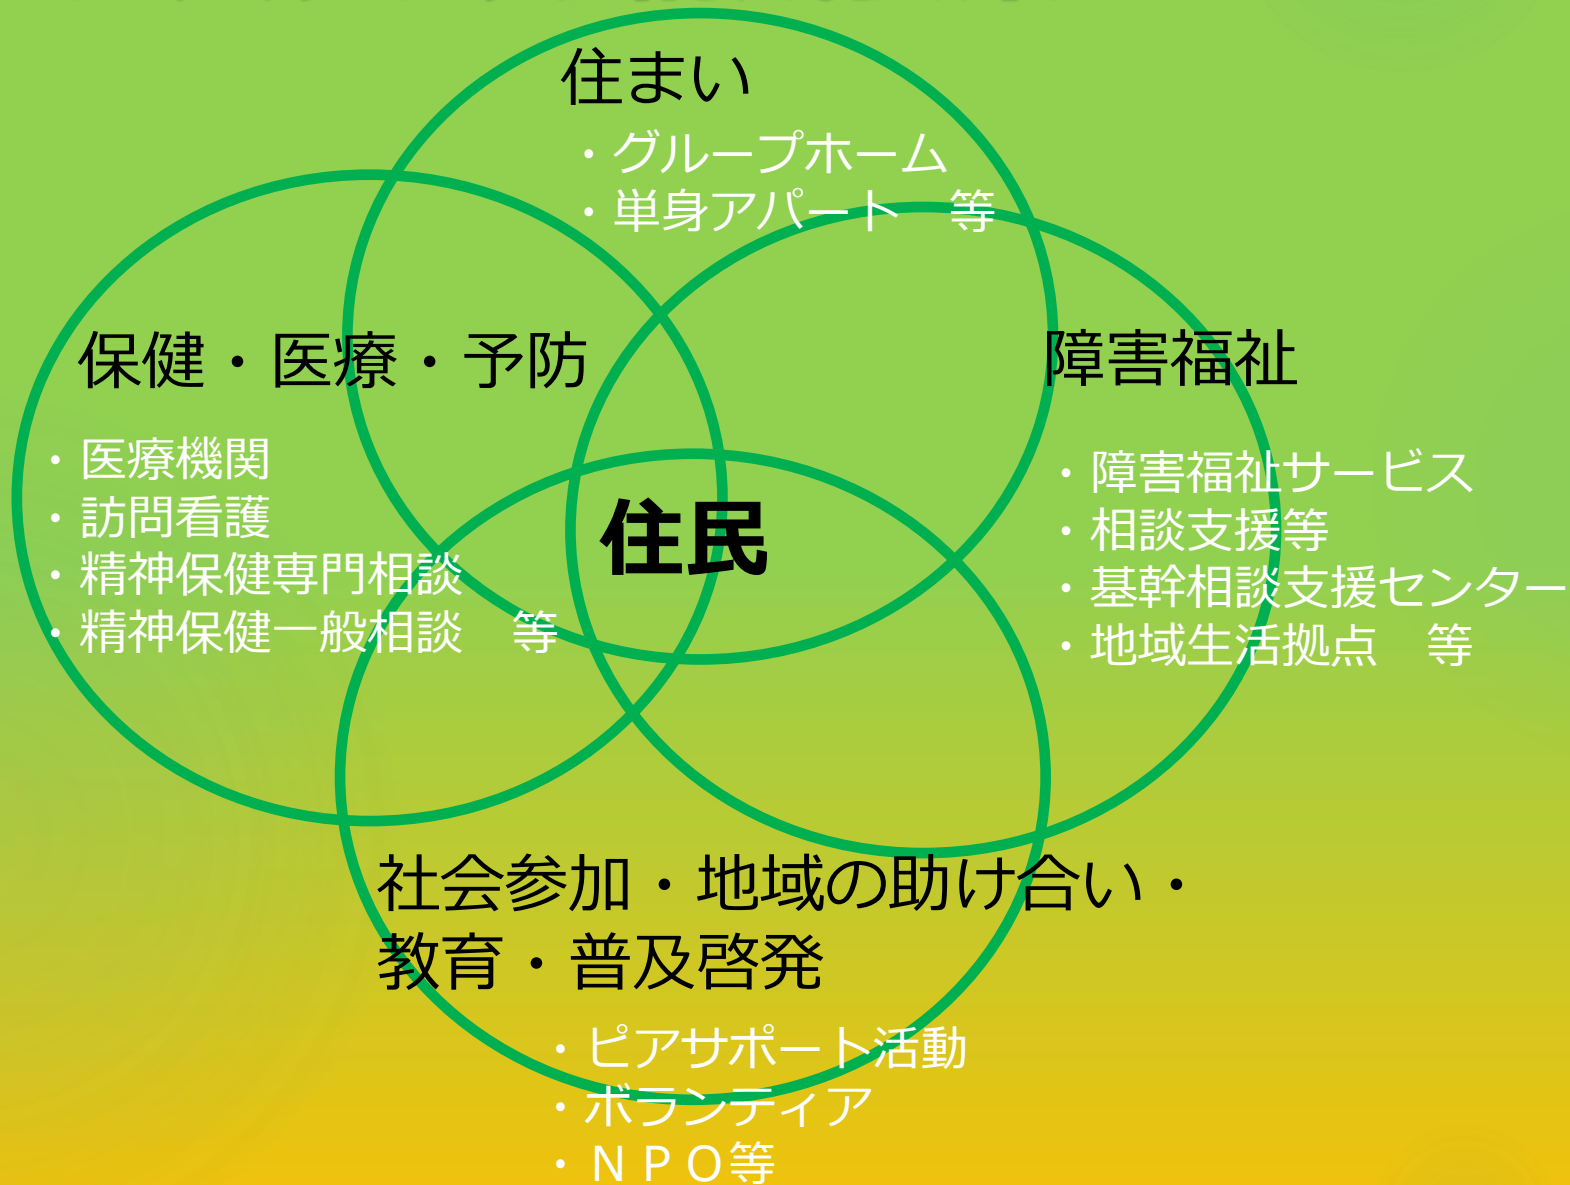 住まい
・グループホーム
・単身アパート　等
保健・医療・予防
・医療機関
・訪問看護
・精神保健専門相談
・精神保健一般相談　等
障害福祉
・障害福祉サービス
・相談支援等
・基幹相談支援センター
・地域生活拠点　等
住民
社会参加・地域の助け合い・
教育・普及啓発
・ピアサポート活動
・ボランティア
・ＮＰＯ等